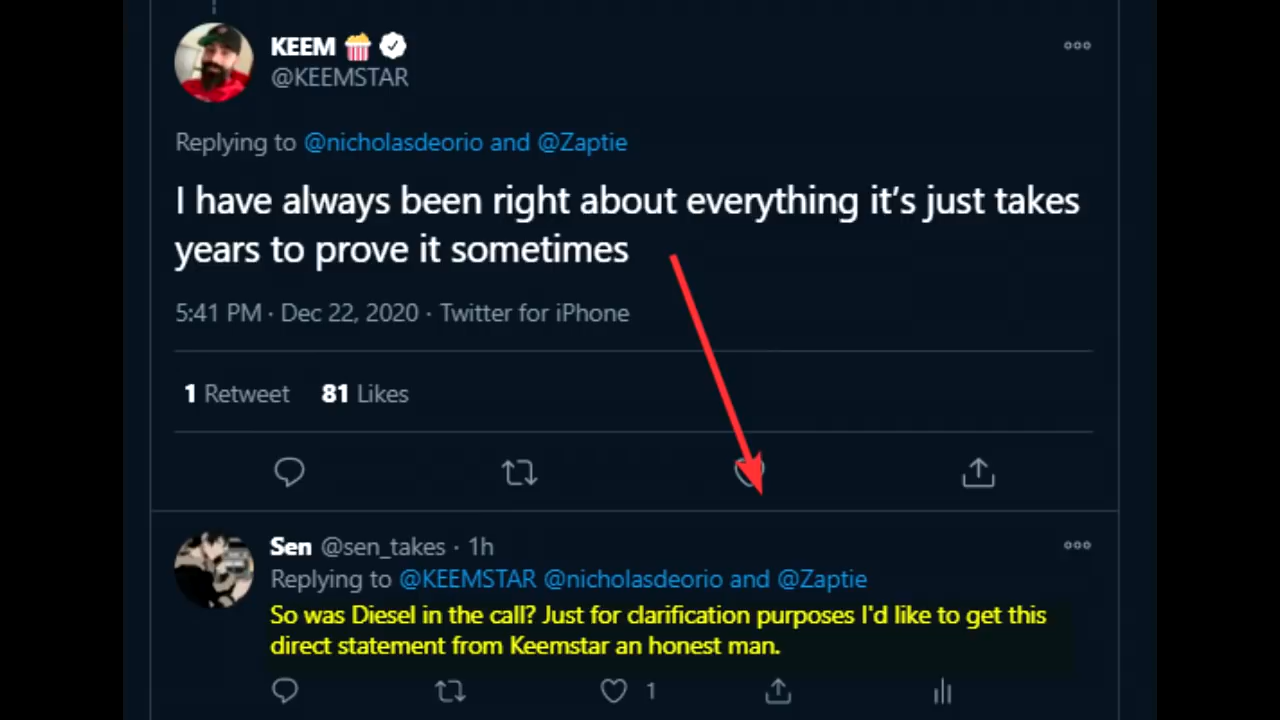 KEEM 🍿
@KEEMSTAR
Replying to @nicholasdeorio and @Zaptie
I have always been right about everything it’s just takes
years to prove it sometimes
5:41 PM · Dec 22, 2020 · Twitter for iPhone
1 Retweet 81 Likes
Sen @sen_takes · 1h
Replying to @KEEMSTAR @nicholasdeorio and @Zaptie
So was Diesel in the call? Just for clarification purposes I'd like to get this
direct statement from Keemstar an honest man.
1